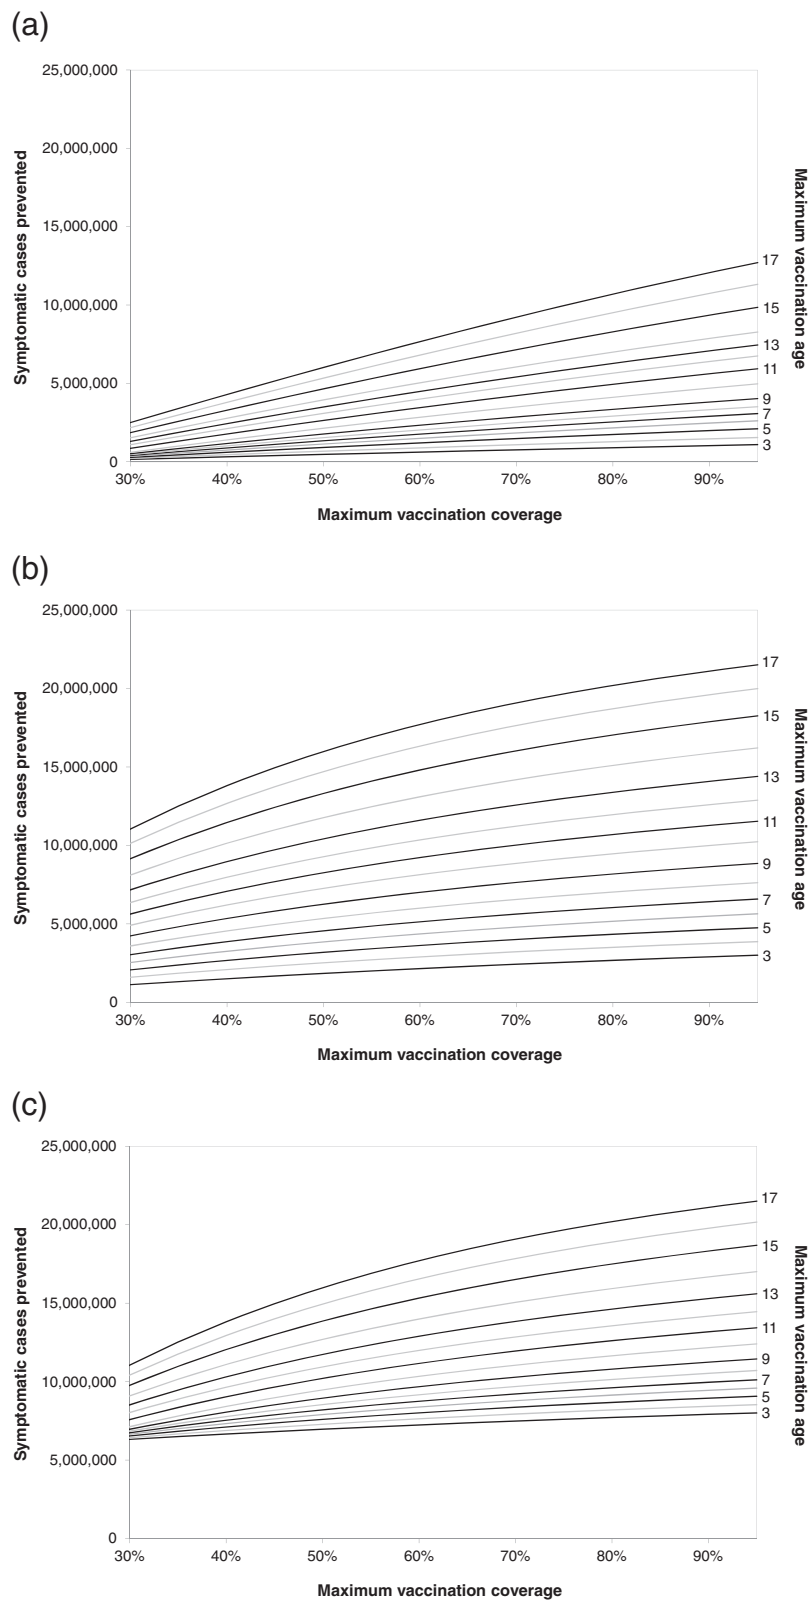 (a)
25,000,000
20,000,000
15,000,000
10,000,000
5,000,000
0
Symptomatic cases prevented
30% 40% 50% 60% 70% 80% 90%
Maximum vaccination coverage
17
15
13
11
9
7
5
3
Maximum vaccination age
(b)
25,000,000
20,000,000
15,000,000
10,000,000
5,000,000
0
Symptomatic cases prevented
30% 40% 50% 60% 70% 80% 90%
Maximum vaccination coverage
17
15
13
11
9
7
5
3
Maximum vaccination age
(c)
25,000,000
20,000,000
15,000,000
10,000,000
5,000,000
0
Symptomatic cases prevented
30% 40% 50% 60% 70% 80% 90%
Maximum vaccination coverage
17
15
13
11
9
7
5
3
Maximum vaccination age